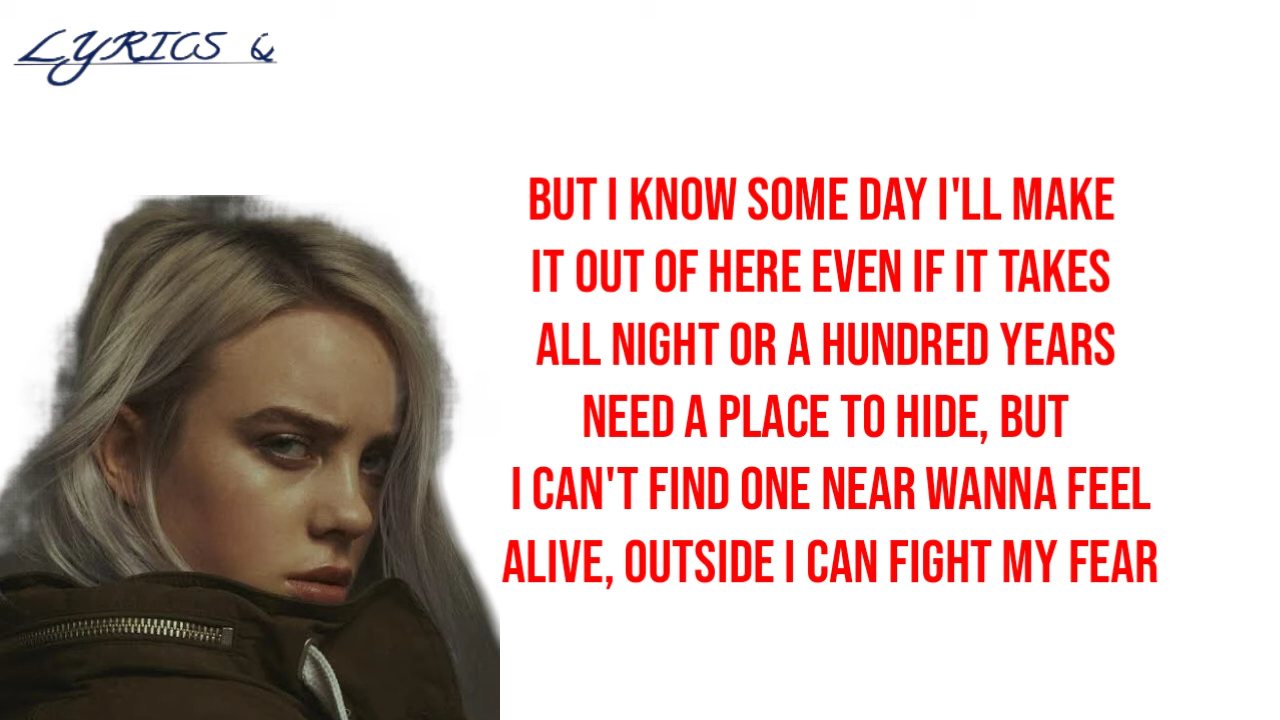 LYRICS &
BUT I KNOW SOME DAY I'LL MAKE
IT OUT OF HERE EVEN IF IT TAKES
ALL NIGHT OR A HUNDRED YEARS
NEED A PLACE TO HIDE, BUT
I CAN'T FIND ONE NEAR WANNA FEEL
ALIVE, OUTSIDE I CAN FIGHT MY FEAR